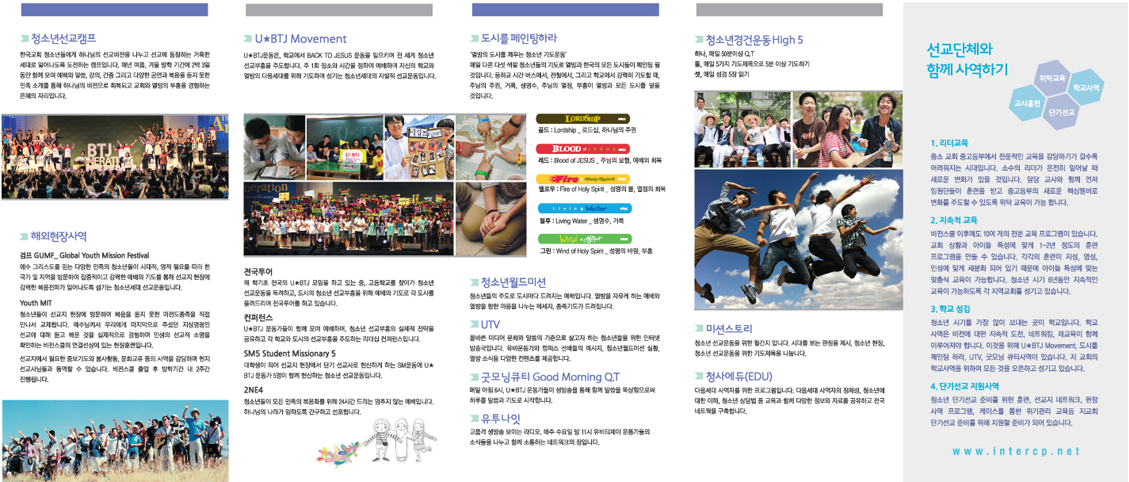 청소년선교캠프
한국교회 청소년들에게 하나님의 선교비전을 나누고 선교에 동참하는 거룩한
세대로 일어나도록 도전하는 캠프입니다. 매년 여름, 겨울 방학 기간에 2박 3일
동안 함께 모여 예배와 말씀, 강의, 간증 그리고 다양한 공연과 복음을 듣지 못한
민족 소개를 통해 하나님의 비전으로 회복되고 교회와 열방의 부흥을 경험하는
은혜의 자리입니다.
BTJ
GENERATION
해외현장사역
검프 GUMF_ Global Youth Mission Festival
예수 그리스도를 믿는 다양한 민족의 청소년들이 시대적, 영적 필요를 따라 한
국가 및 지역을 방문하여 집중적이고 강력한 예배와 기도를 통해 선교지 현장에
강력한 복음전파가 일어나도록 섬기는 청소년세대 선교운동입니다.
Youth MIT
청소년들이 선교지 현장에 방문하여 복음을 듣지 못한 미전도종족을 직접
만나서 교제합니다. 예수님께서 우리에게 마지막으로 주셨던 지상명령인
선교에 대해 듣고 배운 것을 실제적으로 경험하며 인생의 선교적 소명을
확인하는 비전스쿨의 연결선상에 있는 현장훈련입니다.
선교지에서 필요한 중보기도와 봉사활동, 문화교류 등의 사역을 감당하며 현지
선교사님들과 동역할 수 있습니다. 비전스쿨 졸업 후 방학기간 내 2주간
진행됩니다.
U★BTJ Movement
U★BTJ운동은, 학교에서 BACK TO JESUS 운동을 일으키며 전 세계 청소년
선교부흥을 주도합니다. 주 1회 장소와 시간을 정하여 예배하며 자신의 학교와
열방의 다음세대를 위해 기도하며 섬기는 청소년세대의 자발적 선교운동입니다.
U★BTJ
전국투어
매 학기초 전국의 U★BTJ 모임을 하고 있는 중, 고등학교를 찾아가 청소년
선교운동을 독려하고, 도시의 청소년 선교부흥을 위해 예배와 기도로 각 도시를
올려드리며 전국투어를 하고 있습니다.
컨퍼런스
U★BTJ 운동가들이 함께 모여 예배하며, 청소년 선교부흥의 실제적 전략을
공유하고 각 학교와 도시의 선교부흥을 주도하는 리더십 컨퍼런스입니다.
SM5 Student Missionary 5
대학생이 되어 선교지 현장에서 단기 선교사로 헌신하게 하는 SM운동에 U★
BTJ 운동가 5명이 함께 헌신하는 청소년 선교운동입니다.
2NE4
청소년들이 모든 민족의 복음화를 위해 24시간 드리는 멈추지 않는 예배입니다.
하나님의 나라가 임하도록 간구하고 선포합니다.
도시를 페인팅하라
'열방의 도시를 깨우는 청소년 기도운동'
매일 다른 다섯 색깔 청소년들의 기도로 열방과 한국의 모든 도시들이 페인팅 될
것입니다. 등하교 시간 버스에서, 전철에서, 그리고 학교에서 강력히 기도할 때,
주님의 주권, 거룩, 생명수, 주님의 열정, 부흥이 열방과 모든 도시를 덮을
것입니다.
LORDSHIP
골드 : Lordship _ 로드십, 하나님의 주권
BLOOD of JESUS
레드 : Blood of JESUS _ 주님의 보혈, 예배의 회복
Fire of Holy Spirit
옐로우 : Fire of Holy Spirit _ 성령의 불, 열정의 회복
Living Water
블루 : Living Water _ 생명수, 거룩
Wind of Spirit
그린 : Wind of Holy Spirit _ 성령의 바람, 부흥
청소년월드미션
청소년들의 주도로 도시마다 드려지는 예배입니다. 열방을 자유케 하는 예배와
열방을 향한 마음을 나누는 메세지, 종족기도가 드려집니다.
UTV
올바른 미디어 문화와 말씀의 기준으로 살고자 하는 청소년들을 위한 인터넷
방송국입니다. 유비운동가와 캠퍼스 선배들의 메시지, 청소년월드미션 실황,
열방 소식등 다양한 컨텐츠를 제공합니다.
굿모닝큐티 Good Morning Q.T
매일 아침 6시, U★BTJ 운동가들이 생방송을 통해 함께 말씀을 묵상함으로써
하루를 말씀과 기도로 시작합니다.
유투나잇
고품격 생방송 보이는 라디오, 매주 수요일 밤 11시 유비티제이 운동가들의
소식들을 나누고 함께 소통하는 네트워크의 장입니다.
청소년경건운동 High 5
하나, 매일 50분이상 Q.T
둘, 매일 5가지 기도제목으로 5분 이상 기도하기
셋, 매일 성경 5장 읽기
미션스토리
청소년 선교운동을 위한 월간지 입니다. 시대를 보는 관점을 제시, 청소년 현장,
청소년 선교운동을 위한 기도제목을 나눕니다.
청사에듀(EDU)
다음세대 사역자를 위한 프로그램입니다. 다음세대 사역자의 정체성, 청소년에
대한 이해, 청소년 상담법 등 교육과 함께 다양한 정보와 자료를 공유하고 전국
네트웍을 구축합니다.
선교단체와
함께 사역하기
위탁교육
학교사역
교사훈련
단기선교
1. 리더교육
중소 교회 중고등부에서 전문적인 교육을 감당하기가 갈수록
어려워지는 시대입니다. 소수의 리더가 온전히 일어날 때
새로운 변화가 있을 것입니다. 담당 교사와 함께 먼저
임원단들이 훈련을 받고 중고등부의 새로운 핵심멤버로
변화를 주도할 수 있도록 위탁 교육이 가능 합니다.
2. 지속적 교육
비전스쿨 이후에도 10여 개의 전문 교육 프로그램이 있습니다.
교회 상황과 아이들 특성에 맞게 1~2년 정도의 훈련
프로그램을 만들 수 있습니다. 각각의 훈련이 지성, 영성,
인성에 맞게 세분화 되어 있기 때문에 아이들 특성에 맞는
맞춤식 교육이 가능합니다. 청소년 시기 6년동안 지속적인
교육이 가능하도록 각 지역교회를 섬기고 있습니다.
3. 학교 섬김
청소년 시기를 가장 많이 보내는 곳이 학교입니다. 학교
사역은 비전에 대한 지속적 도전, 네트워킹, 재교육이 함께
이루어져야 합니다. 이것을 위해 U★BTJ Movement, 도시를
페인팅 하라, UTV, 굿모닝 큐티사역이 있습니다. 지 교회의
학교사역을 위하여 모든 것을 오픈하고 섬기고 있습니다.
4. 단기선교 지원사역
청소년 단기선교 준비를 위한 훈련, 선교지 네트워크, 현장
사역 프로그램, 케이스를 통한 위기관리 교육등 지교회
단기선교 준비를 위해 지원할 준비가 되어 있습니다.
www.intercp.net